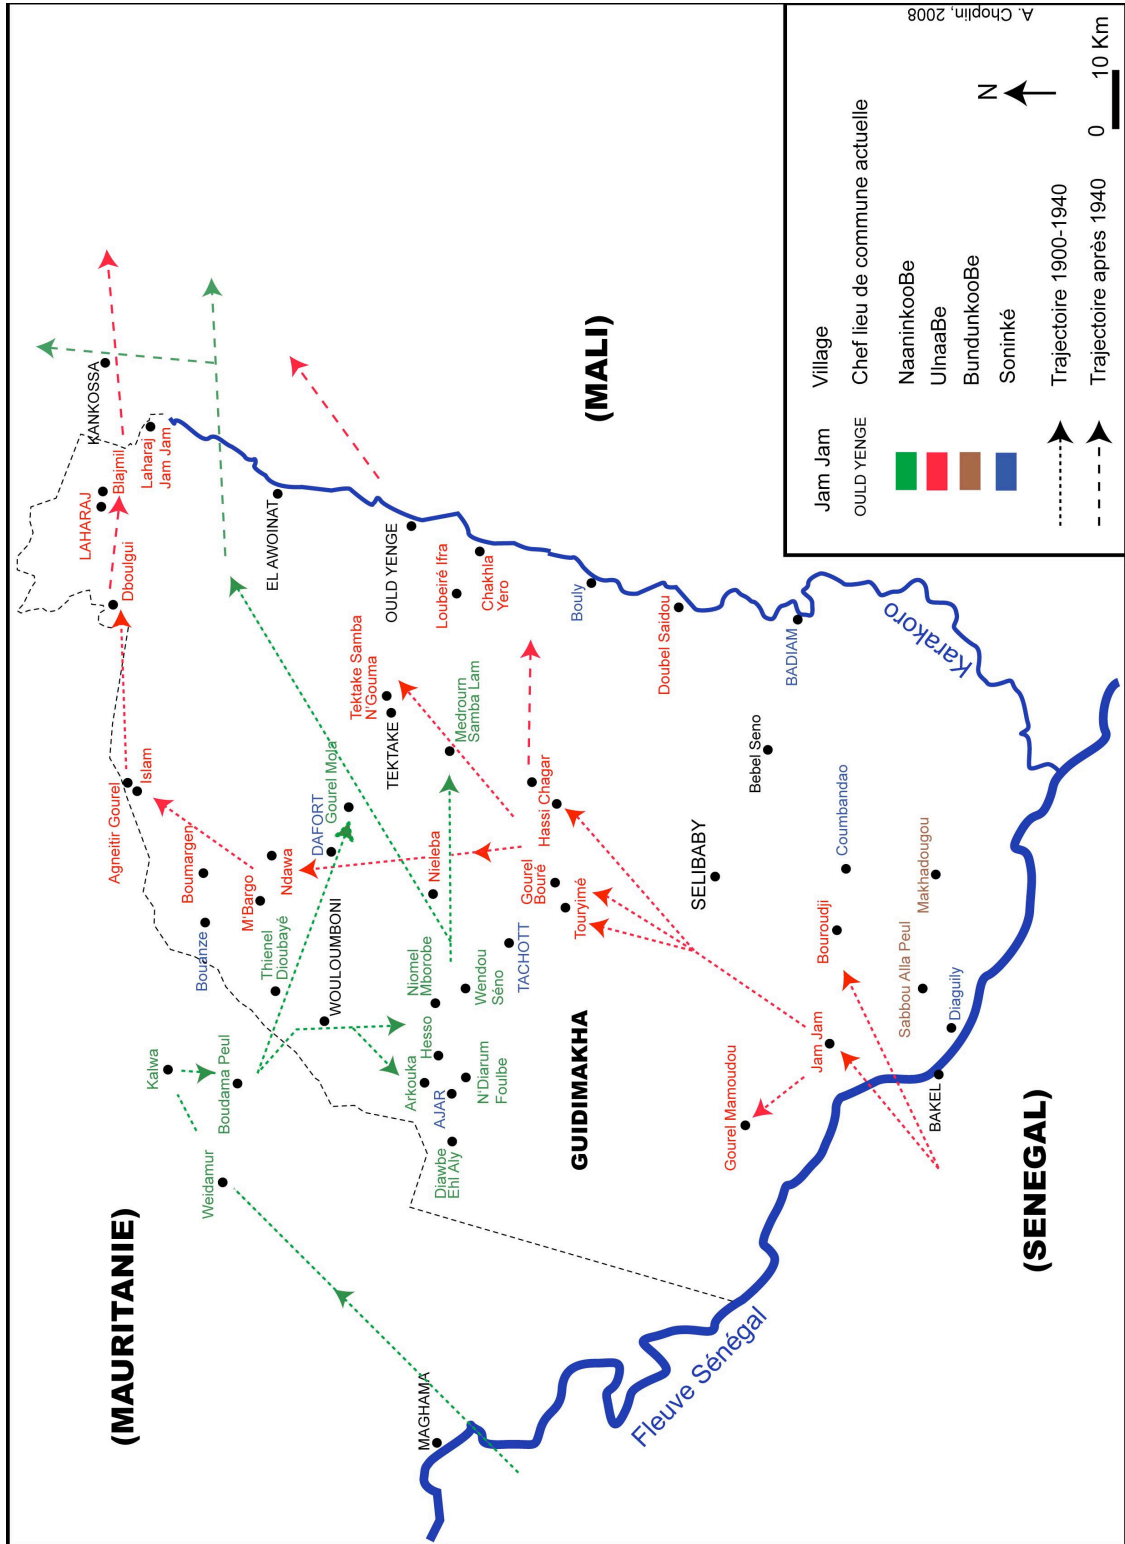 (MAURITANIE)
MAGHAMA
Weidamur
Kalwa
Boudama Peul
Bouanze
Boumargen
Agneitir Gourel
Islam
Dboulgui
LAHARAJ
Blajmil
KANKOSSA
Laharaj
Jam Jam
M'Bargo
Ndawa
Thienel
Dioubayé
WOULOUMBONI
DAFORT
Gourel Mola
EL AWOINAT
Tektake Samba
N'Gouma
TEKTAKE
OULD YENGE
Arkouka
Hesso
Niomel
Mborobe
Nieleba
Medrourn
Samba Lam
Loubeiré Ifra
Diawbe
Ehl Aly
AJAR
N'Diarum
Foulbe
Wendou
Séno
TACHOTT
Chakhla
Yero
Gourel
Bouré
Touryimé
Hassi Chagar
Bouly
(MALI)
GUIDIMAKHA
Doubel Saidou
SELIBABY
Bebel Seno
BADIAM
Gourel Mamoudou
Jam Jam
Bouroudji
Coumbandao
Sabbou Alla Peul
Makhadougou
Diaguily
BAKEL
Karakoro
Fleuve Sénégal
(SENEGAL)
Jam Jam Village
OULD YENGE Chef lieu de commune actuelle
NaaninkooBe
UlnaaBe
BundunkooBe
Soninké
Trajectoire 1900-1940
Trajectoire après 1940
N
0 10 Km
A. Choplin, 2008